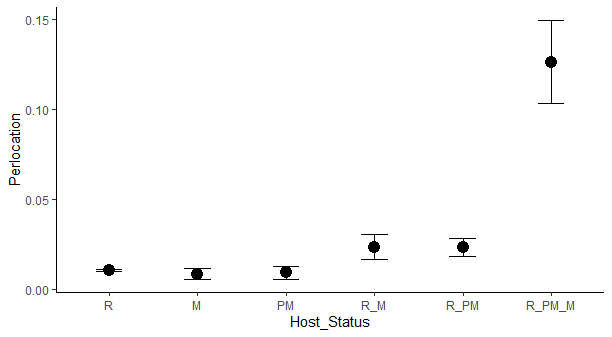 0.15
0.10
0.05
0.00
Perlocation
R M PM R_M R_PM R_PM_M
Host_Status